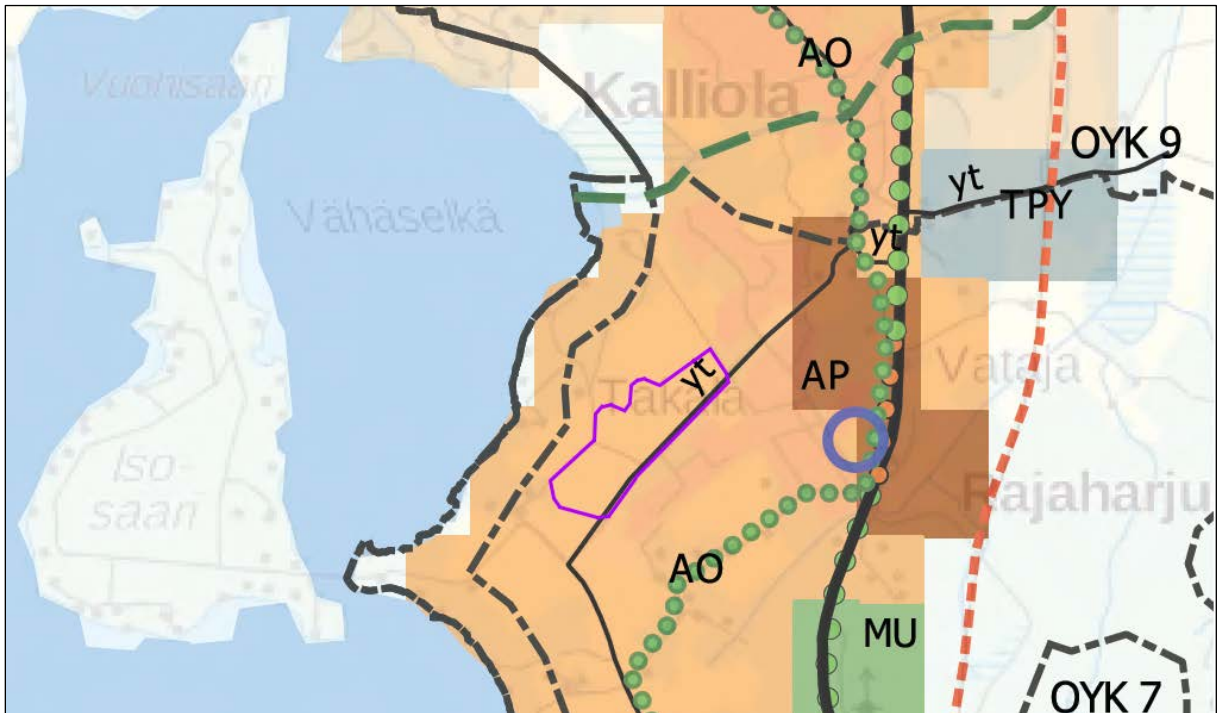 AO
Vuohisaari
Kalliola
OYK 9
yt
TPY
Vähäselkä
yt
Vataja
AP
yt
Takala
Iso-
saari
Rajaharju
AO
MU
OYK 7